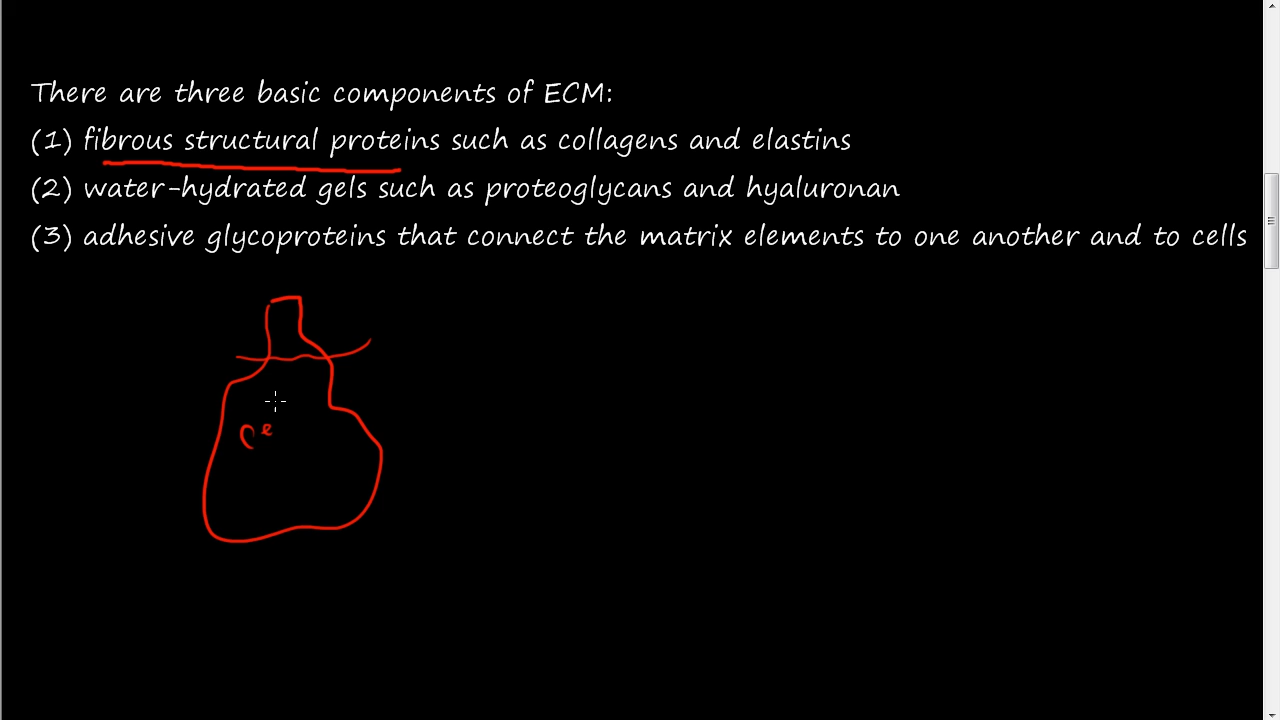 There are three basic components of ECM:
(1) fibrous structural proteins such as collagens and elastins
(2) water-hydrated gels such as proteoglycans and hyaluronan
(3) adhesive glycoproteins that connect the matrix elements to one another and to cells
ce